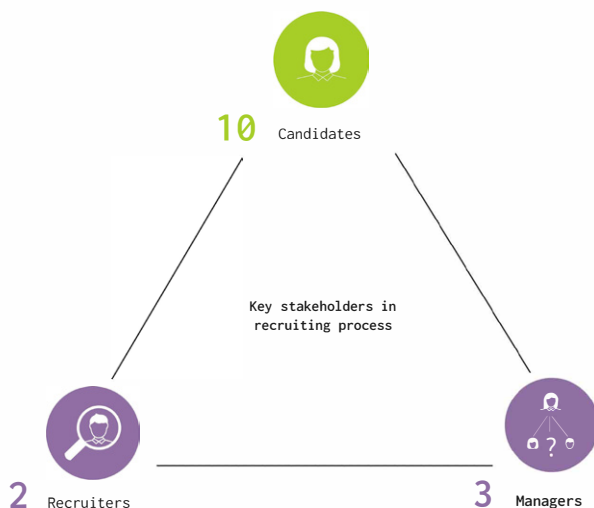 10 Candidates
Key stakeholders in
recruiting process
?
2 Recruiters
3 Managers